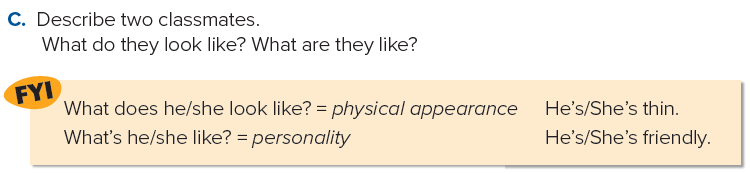 C. Describe two classmates.
What do they look like? What are they like?
FYI
What does he/she look like? = physical appearance He's/She's thin.
What's he/she like? = personality He's/She's friendly.